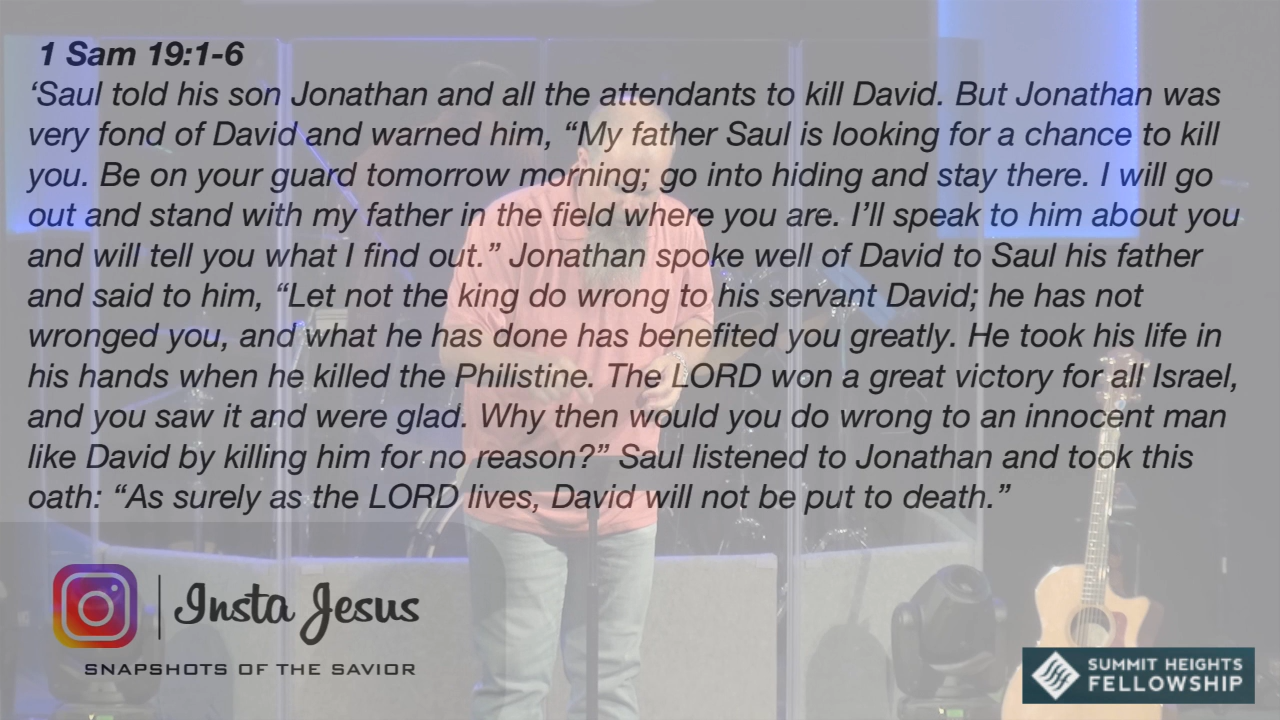 1 Sam 19:1-6
‘Saul told his son Jonathan and all the attendants to kill David. But Jonathan was
very fond of David and warned him, “My father Saul is looking for a chance to kill
you. Be on your guard tomorrow morning; go into hiding and stay there. I will go
out and stand with my father in the field where you are. I’ll speak to him about you
and will tell you what I find out.” Jonathan spoke well of David to Saul his father
and said to him, “Let not the king do wrong to his servant David; he has not
wronged you, and what he has done has benefited you greatly. He took his life in
his hands when he killed the Philistine. The LORD won a great victory for all Israel,
and you saw it and were glad. Why then would you do wrong to an innocent man
like David by killing him for no reason?” Saul listened to Jonathan and took this
oath: “As surely as the LORD lives, David will not be put to death.”
Insta Jesus
SNAPSHOTS OF THE SAVIOR
SUMMIT HEIGHTS
FELLOWSHIP